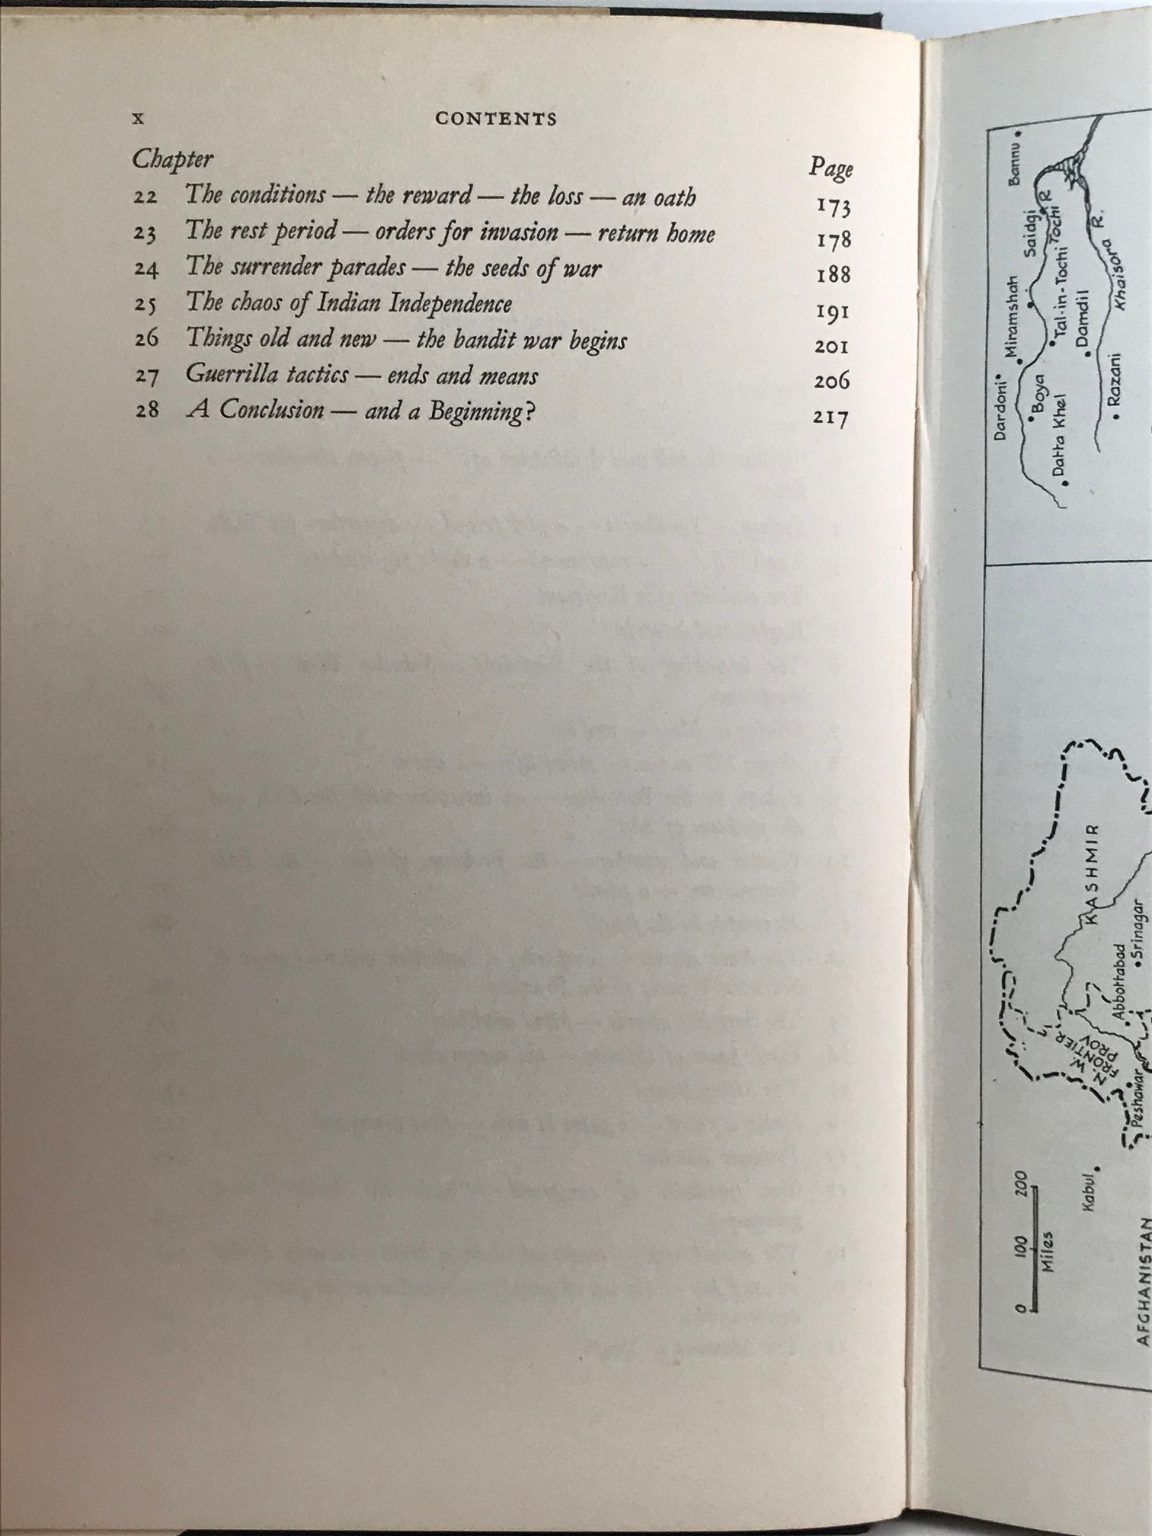 x CONTENTS
Chapter Page
22 The conditions — the reward — the loss — an oath 173
23 The rest period — orders for invasion — return home 178
24 The surrender parades — the seeds of war 188
25 The chaos of Indian Independence 191
26 Things old and new — the bandit war begins 201
27 Guerrilla tactics — ends and means 206
28 A Conclusion — and a Beginning? 217
Bannu
Saidgi
Tochi R
Miramshah
Tal-in-Tochi
Khaisora R.
Damdil
Dardoni
Boya
Razani
Datta Khel
KASHMIR
Srinagar
Abbottabad
N. W.
FRONTIER
PROV
Peshawar
Kabul
0 100 200
Miles
AFGHANISTAN